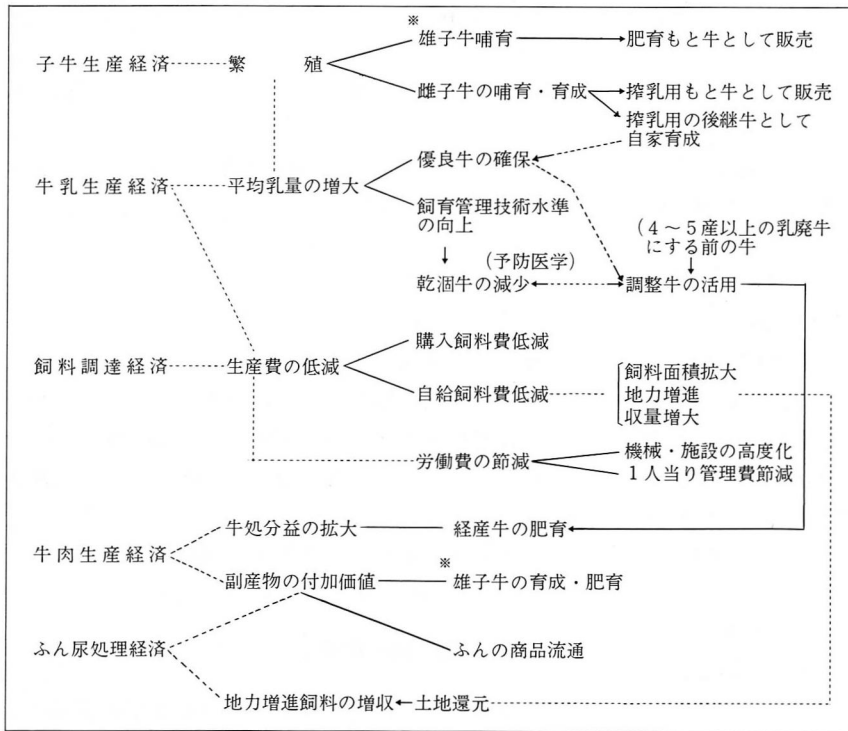 ※
雄子牛哺育 肥育もと牛として販売
子牛生産経済 繁 殖
雌子牛の哺育・育成 搾乳用もと牛として販売
搾乳用の後継牛として
自家育成
優良牛の確保
牛乳生産経済 平均乳量の増大
飼育管理技術水準
の向上
(4~5産以上の乳廃牛
にする前の牛
(予防医学)
乾涸牛の減少 調整牛の活用
購入飼料費低減
飼料調達経済 生産費の低減
飼料面積拡大
自給飼料費低減 地力増進
収量増大
機械・施設の高度化
労働費の節減
1人当り管理費節減
牛処分益の拡大 経産牛の肥育
牛肉生産経済
※
副産物の付加価値 雄子牛の育成・肥育
ふん尿処理経済 ふんの商品流通
地力増進飼料の増収 土地還元